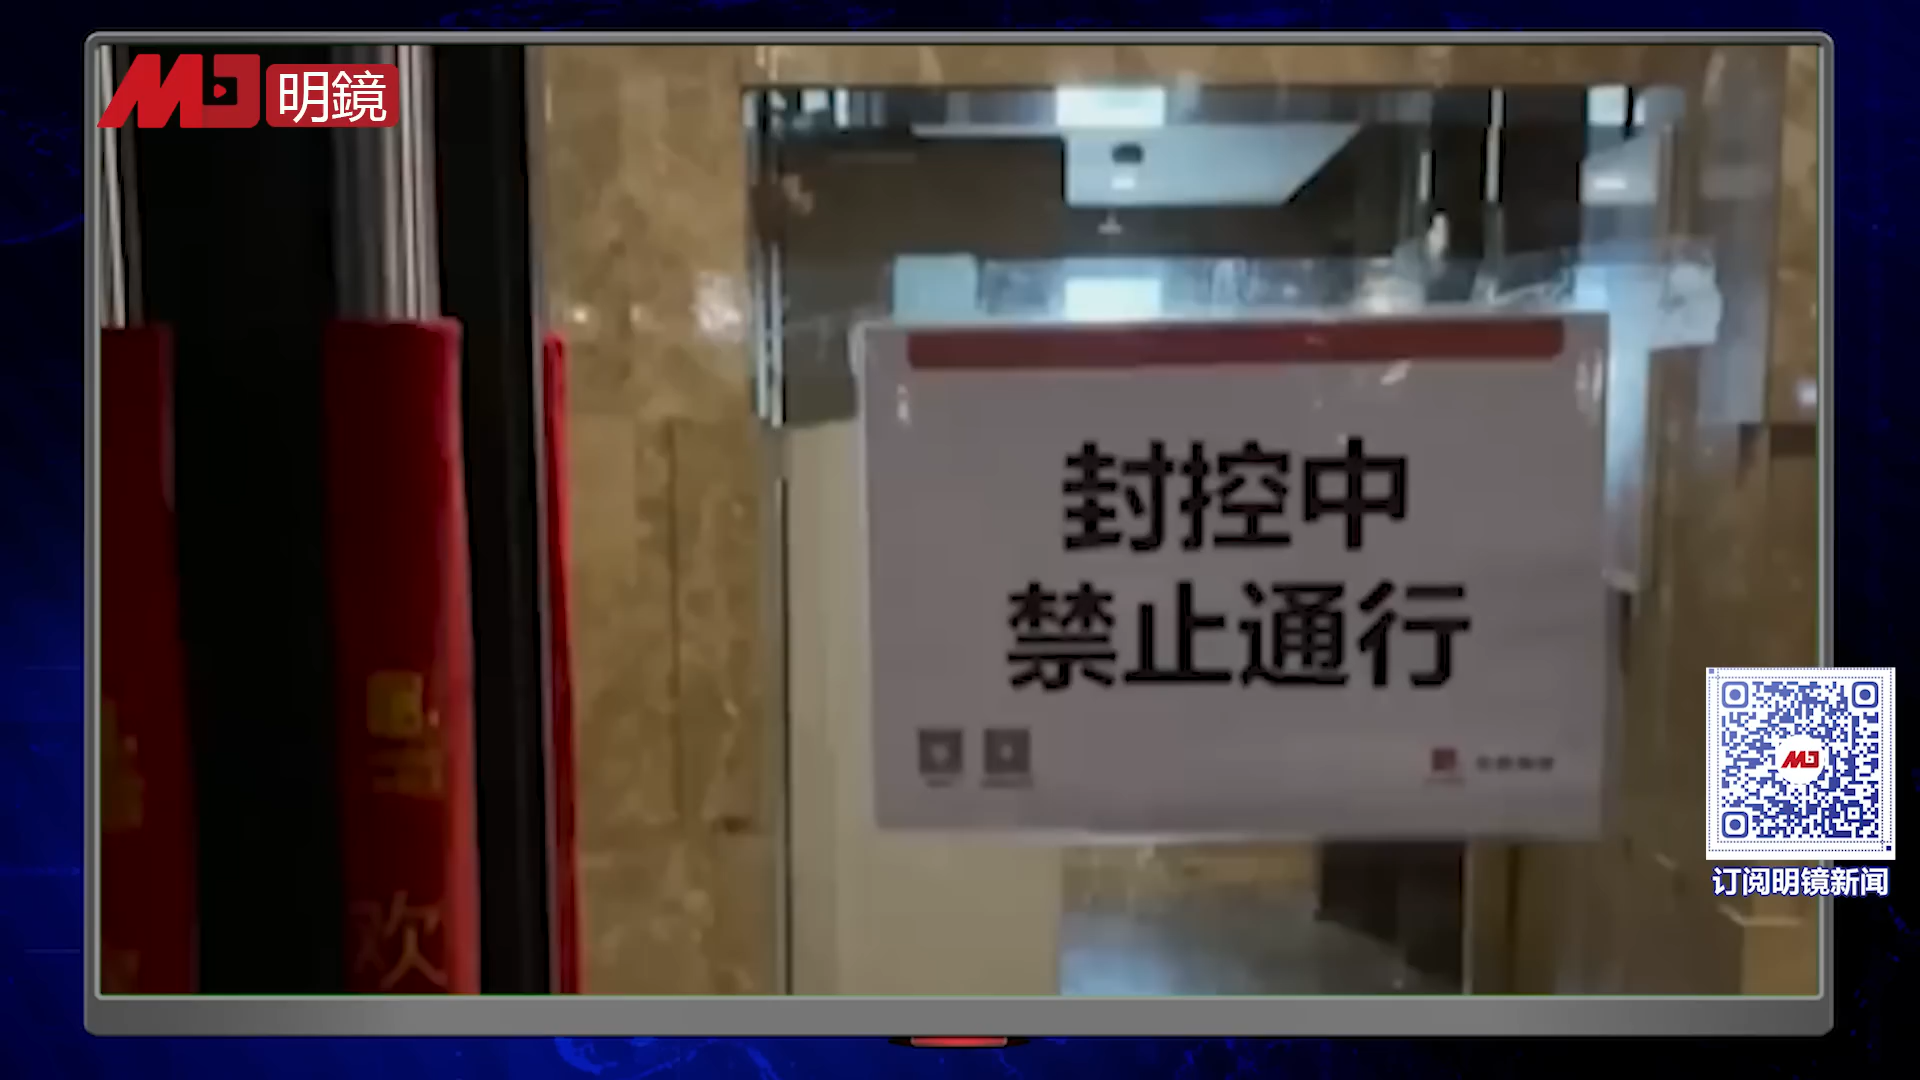 明鏡
封控中
禁止通行
欢
订阅明镜新闻